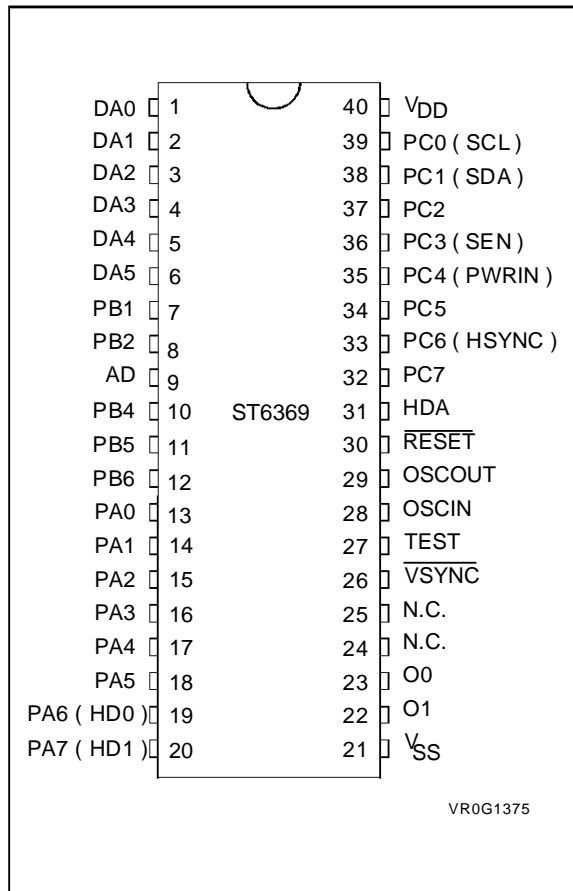 DA0 1 40 VDD
DA1 2 39 PC0 ( SCL )
DA2 3 38 PC1 ( SDA )
DA3 4 37 PC2
DA4 5 36 PC3 ( SEN )
DA5 6 35 PC4 ( PWRIN )
PB1 7 34 PC5
PB2 8 33 PC6 ( HSYNC )
AD 9 32 PC7
PB4 10 ST6369 31 HDA
PB5 11 30 RESET
PB6 12 29 OSCOUT
PA0 13 28 OSCIN
PA1 14 27 TEST
PA2 15 26 VSYNC
PA3 16 25 N.C.
PA4 17 24 N.C.
PA5 18 23 O0
PA6 ( HD0 ) 19 22 O1
PA7 ( HD1 ) 20 21 VSS
VR0G1375